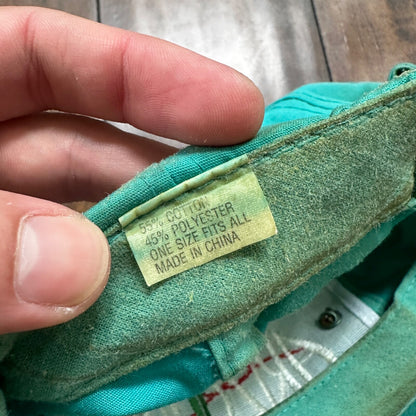 55% COTTON
45% POLYESTER
ONE SIZE FITS ALL
MADE IN CHINA